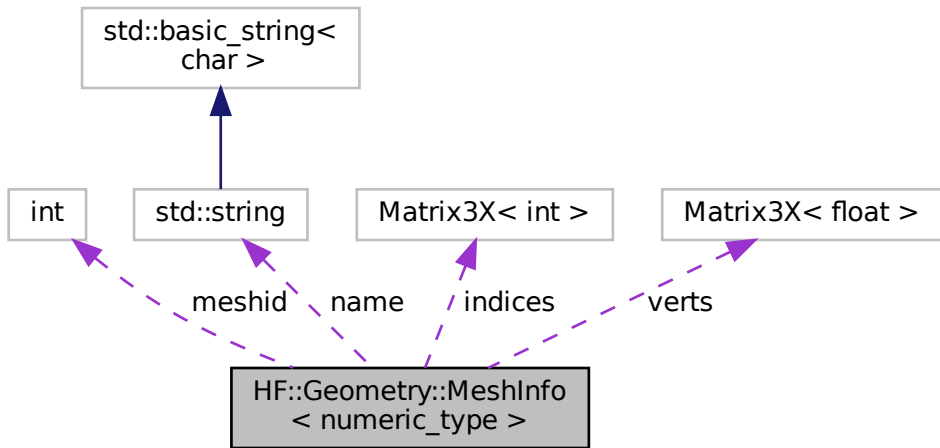 std::basic_string<
char >
int
std::string
Matrix3X< int >
Matrix3X< float >
meshid
name
indices
verts
HF::Geometry::MeshInfo
< numeric_type >